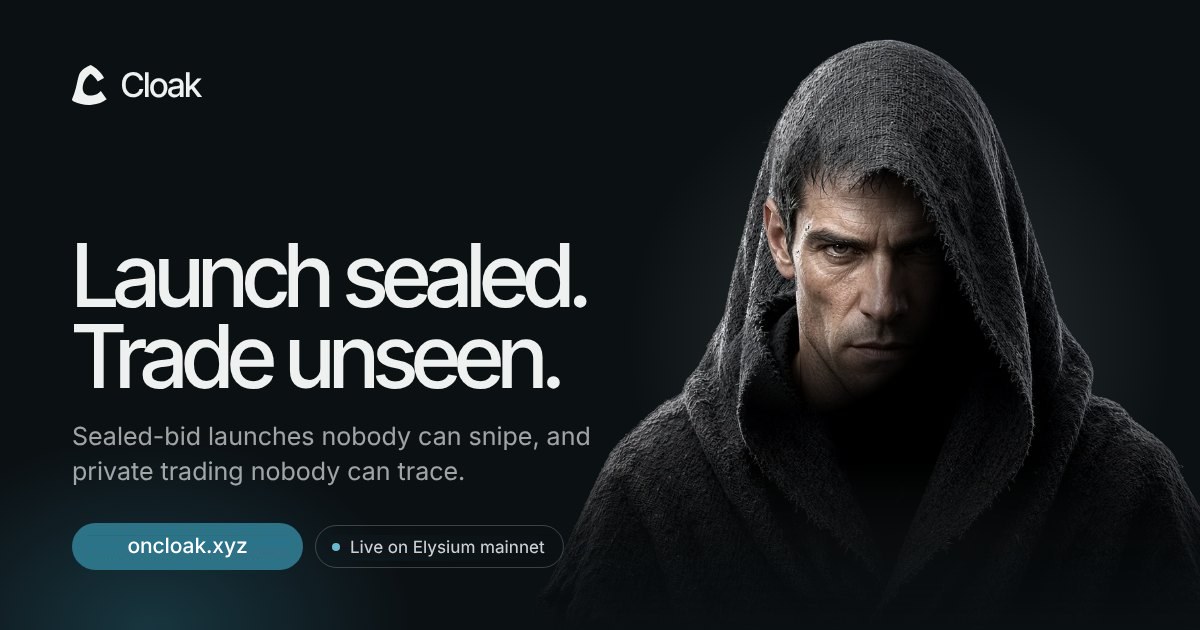 Cloak
Launch sealed.
Trade unseen.
Sealed-bid launches nobody can snipe, and
private trading nobody can trace.
oncloak.xyz
Live on Elysium mainnet